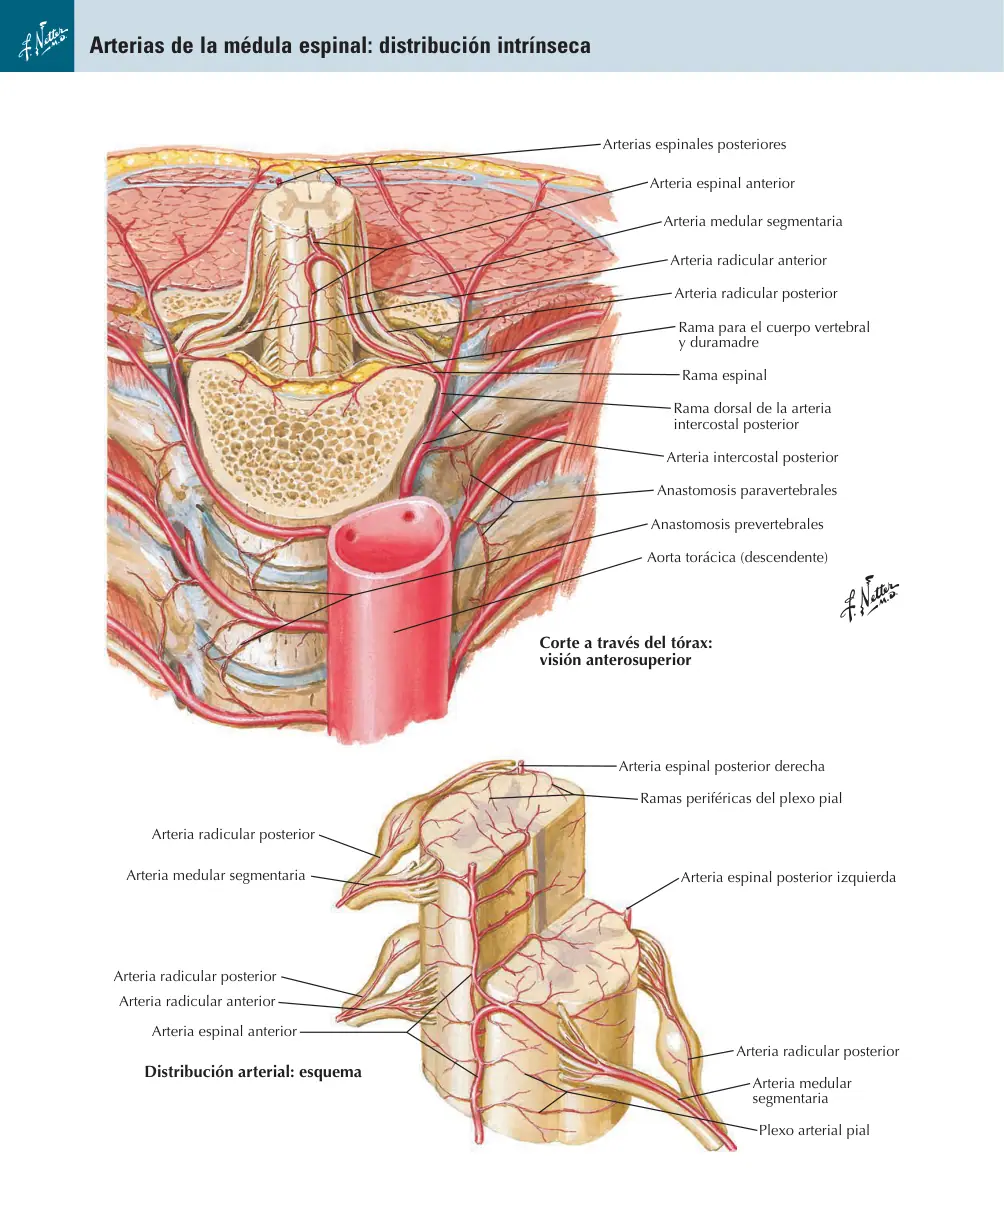 F. Netter M.D.
Arterias de la médula espinal: distribución intrínseca
Arterias espinales posteriores
Arteria espinal anterior
Arteria medular segmentaria
Arteria radicular anterior
Arteria radicular posterior
Rama para el cuerpo vertebral
y duramadre
Rama espinal
Rama dorsal de la arteria
intercostal posterior
Arteria intercostal posterior
Anastomosis paravertebrales
Anastomosis prevertebrales
Aorta torácica (descendente)
F. Netter M.D.
Corte a través del tórax:
visión anterosuperior
Arteria espinal posterior derecha
Ramas periféricas del plexo pial
Arteria radicular posterior
Arteria medular segmentaria
Arteria espinal posterior izquierda
Arteria radicular posterior
Arteria radicular anterior
Arteria espinal anterior
Distribución arterial: esquema
Arteria radicular posterior
Arteria medular
segmentaria
Plexo arterial pial